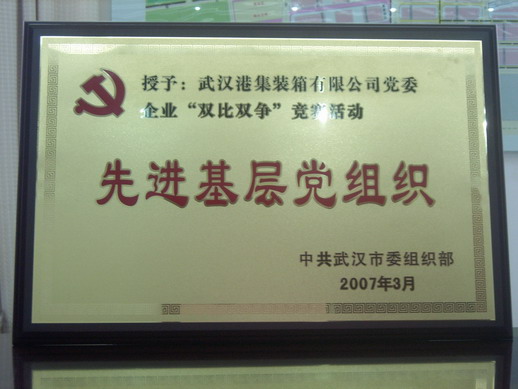 授予：武汉港集装箱有限公司党委
企业“双比双争”竞赛活动
先进基层党组织
中共武汉市委组织部
2007年3月